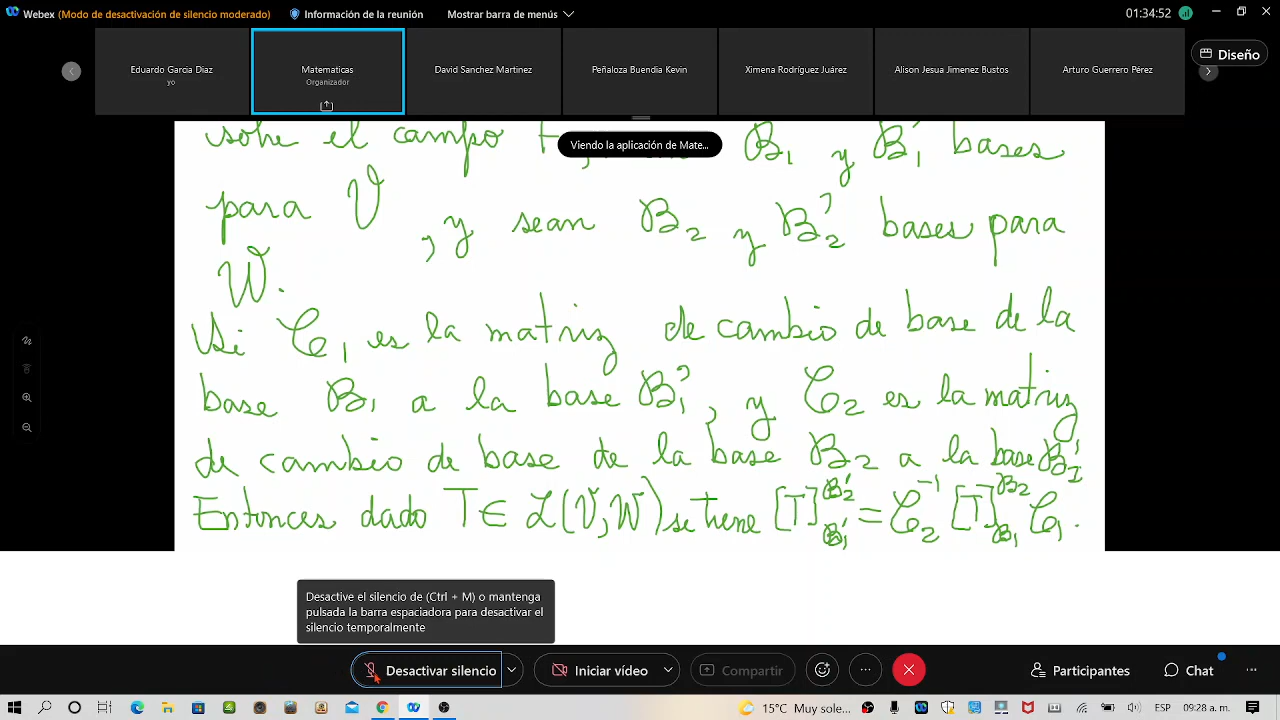 Webex (Modo de desactivación de silencio moderado) Información de la reunión Mostrar barra de menús 01:34:52
Eduardo Garcia Diaz
yo
Matematicas
Organizador
David Sanchez Martinez
Peñaloza Buendia Kevin
Ximena Rodríguez Juárez
Alison Jesua Jimenez Bustos
Arturo Guerrero Pérez
Diseño
Viendo la aplicación de Mate...
sobre el campo F, B₁ y B₁' bases
para V, y sean B₂ y B₂' bases para
W.
Si C₁ es la matriz de cambio de base de la
base B₁ a la base B₁', y C₂ es la matriz
de cambio de base de la base B₂ a la base B₂'
Entonces dado T ∈ L(V,W) se tiene [T]_{B₁'}^{B₂'} = C₂⁻¹ [T]_{B₁}^{B₂} C₁.
Desactive el silencio de (Ctrl + M) o mantenga
pulsada la barra espaciadora para desactivar el
silencio temporalmente
Desactivar silencio Iniciar vídeo Compartir Participantes Chat
15°C Muy sole... ESP 09:28 a. m.